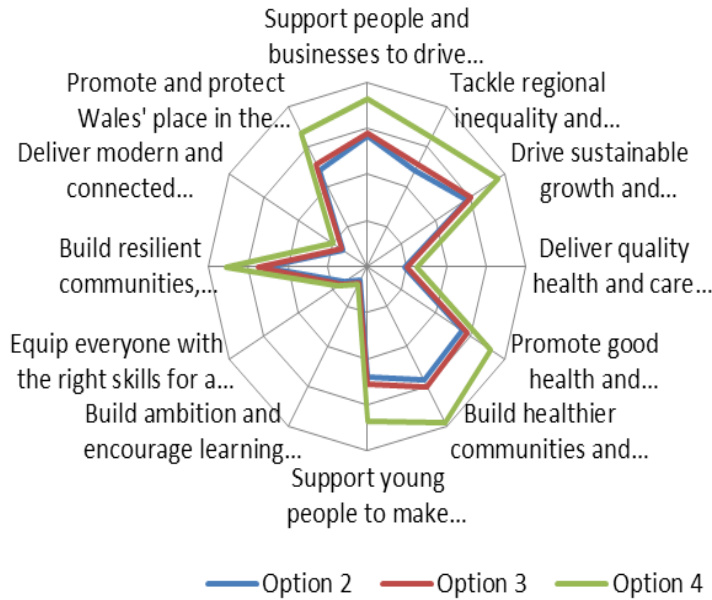 Support people and
businesses to drive...
Tackle regional
inequality and...
Drive sustainable
growth and...
Deliver quality
health and care...
Promote good
health and...
Build healthier
communities and...
Support young
people to make...
Build ambition and
encourage learning...
Equip everyone with
the right skills for a...
Build resilient
communities,...
Deliver modern and
connected...
Promote and protect
Wales' place in the...
Option 2
Option 3
Option 4